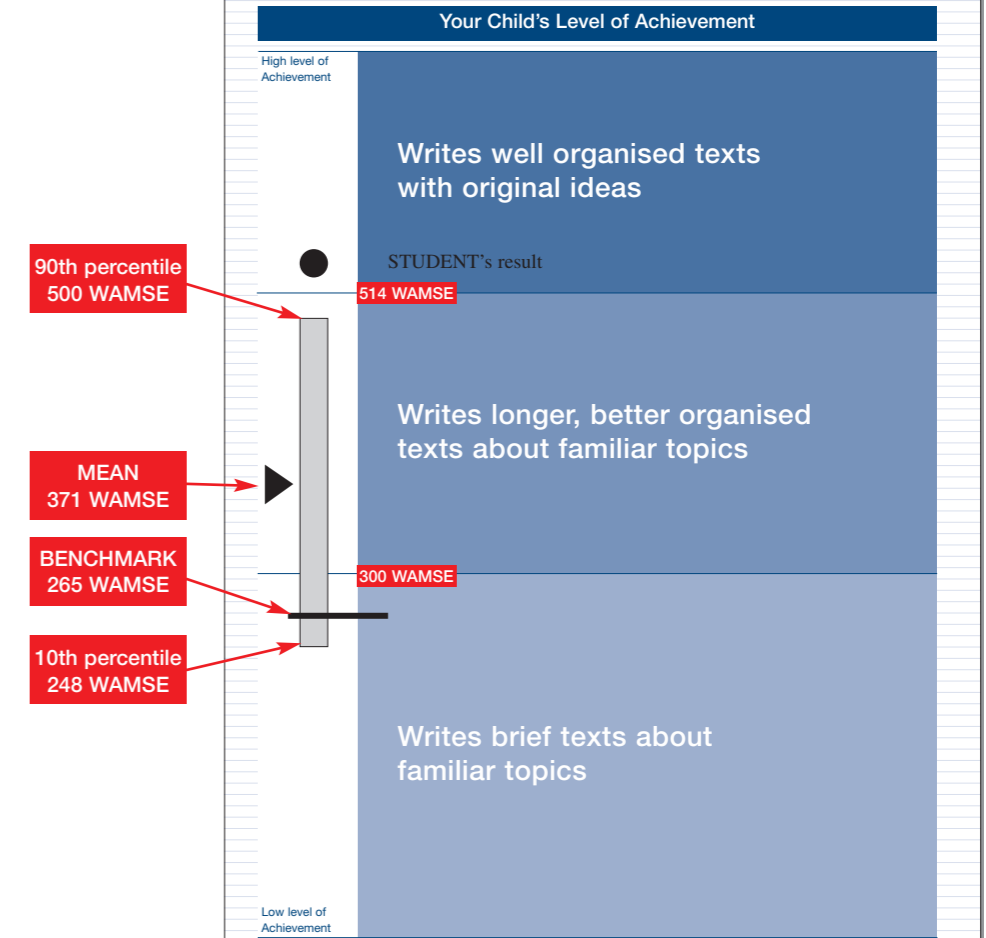 Your Child's Level of Achievement
High level of
Achievement
Writes well organised texts
with original ideas
90th percentile
500 WAMSE
STUDENT's result
514 WAMSE
Writes longer, better organised
texts about familiar topics
MEAN
371 WAMSE
BENCHMARK
265 WAMSE
300 WAMSE
10th percentile
248 WAMSE
Writes brief texts about
familiar topics
Low level of
Achievement